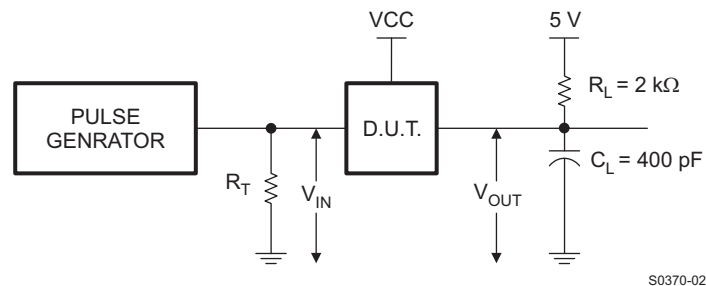 VCC
5 V
R_L = 2 kΩ
PULSE
GENRATOR
D.U.T.
C_L = 400 pF
R_T
V_IN
V_OUT
S0370-02